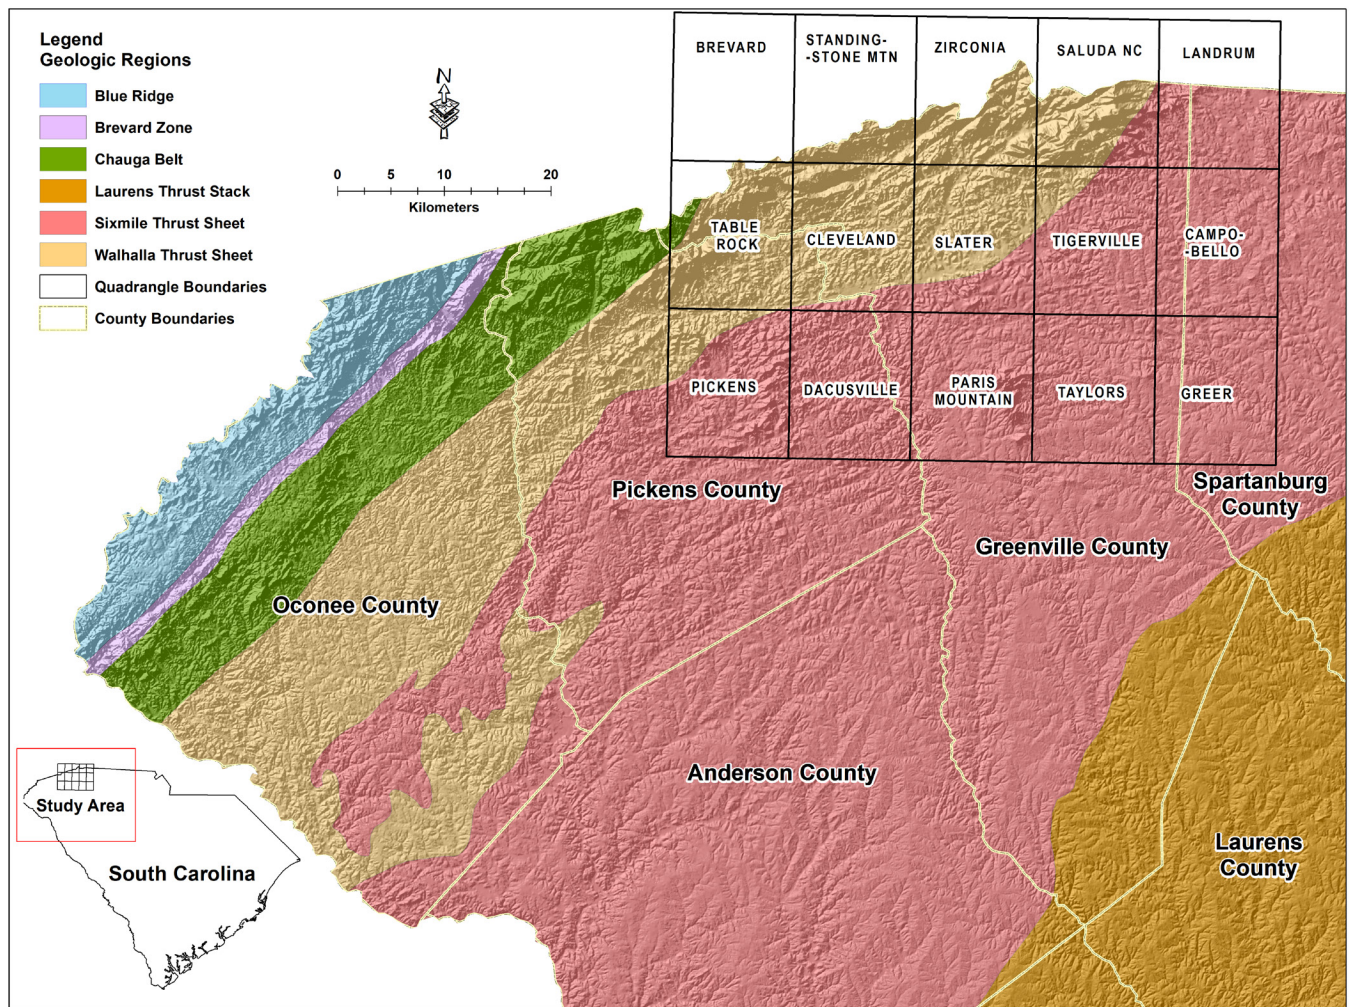 Legend
Geologic Regions
Blue Ridge
Brevard Zone
Chauga Belt
Laurens Thrust Stack
Sixmile Thrust Sheet
Walhalla Thrust Sheet
Quadrangle Boundaries
County Boundaries
N
0 5 10 20
Kilometers
BREVARD
STANDING-
-STONE MTN
ZIRCONIA
SALUDA NC
LANDRUM
TABLE
ROCK
CLEVELAND
SLATER
TIGERVILLE
CAMPO-
-BELLO
PICKENS
DACUSVILLE
PARIS
MOUNTAIN
TAYLORS
GREER
Pickens County
Spartanburg
County
Greenville County
Oconee County
Anderson County
Laurens
County
Study Area
South Carolina